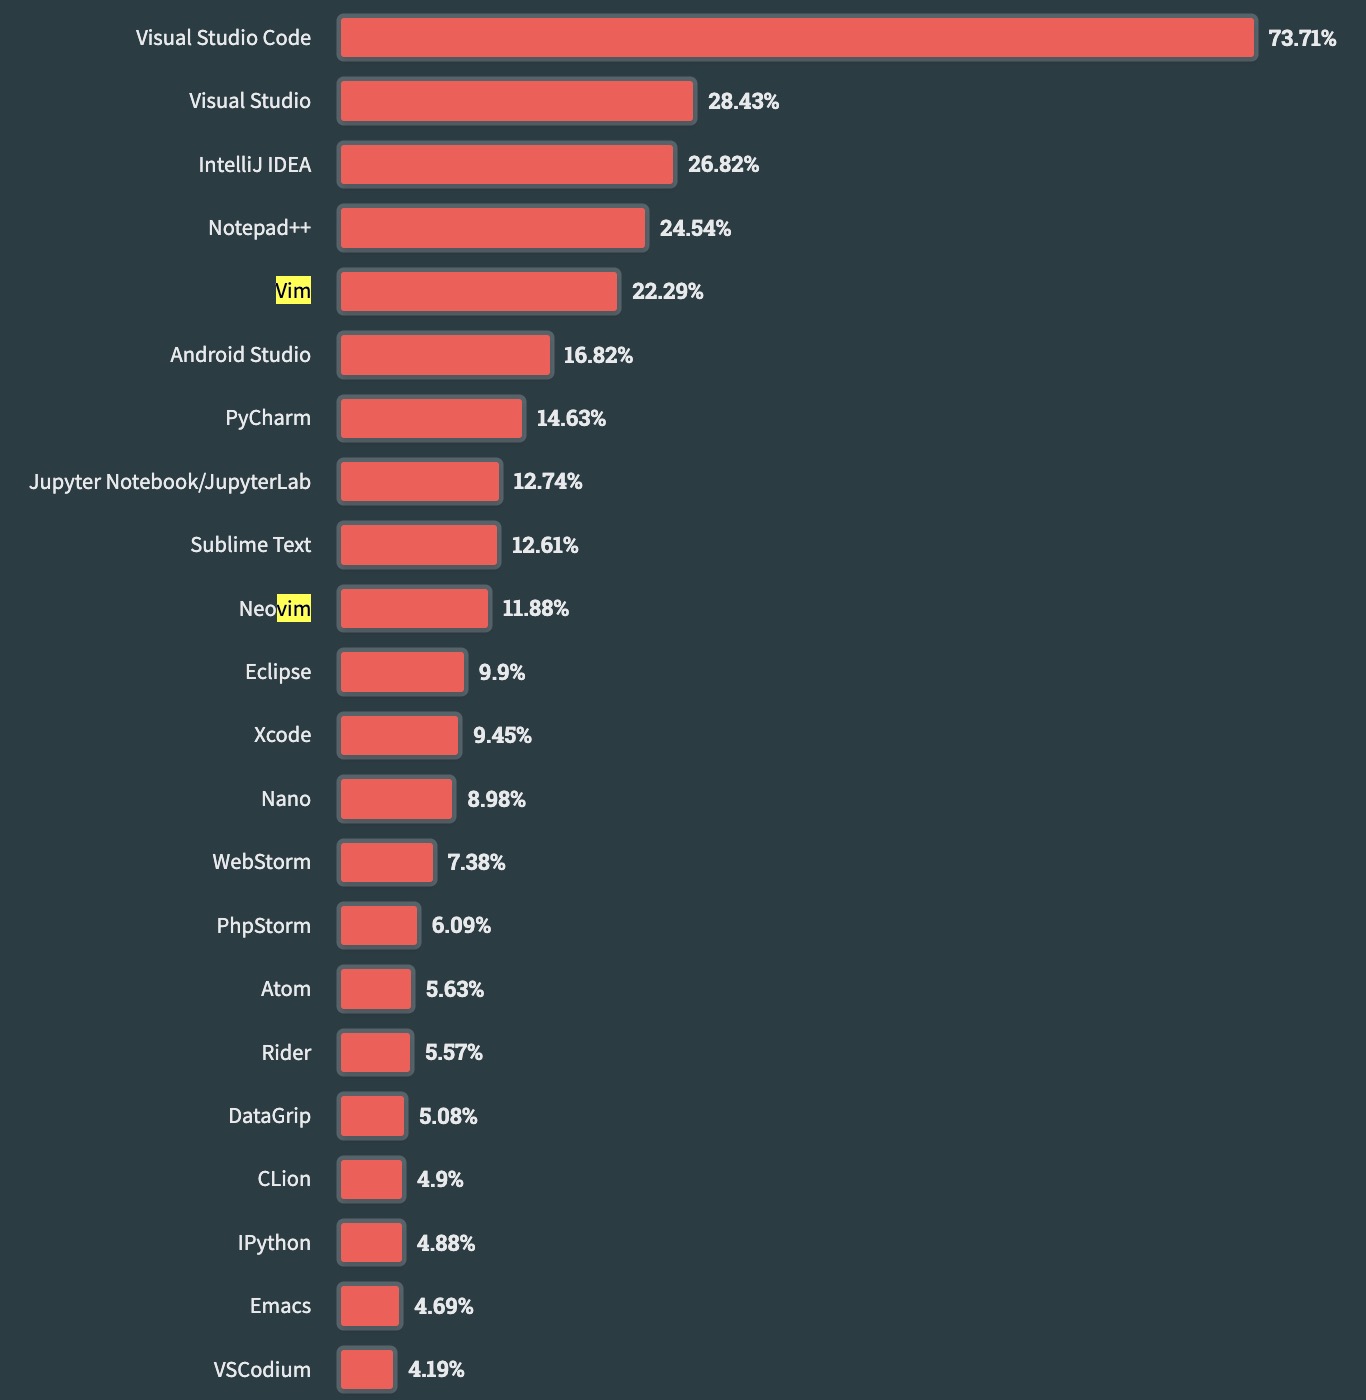 Visual Studio Code 73.71%
Visual Studio 28.43%
IntelliJ IDEA 26.82%
Notepad++ 24.54%
Vim 22.29%
Android Studio 16.82%
PyCharm 14.63%
Jupyter Notebook/JupyterLab 12.74%
Sublime Text 12.61%
Neovim 11.88%
Eclipse 9.9%
Xcode 9.45%
Nano 8.98%
WebStorm 7.38%
PhpStorm 6.09%
Atom 5.63%
Rider 5.57%
DataGrip 5.08%
CLion 4.9%
IPython 4.88%
Emacs 4.69%
VSCodium 4.19%